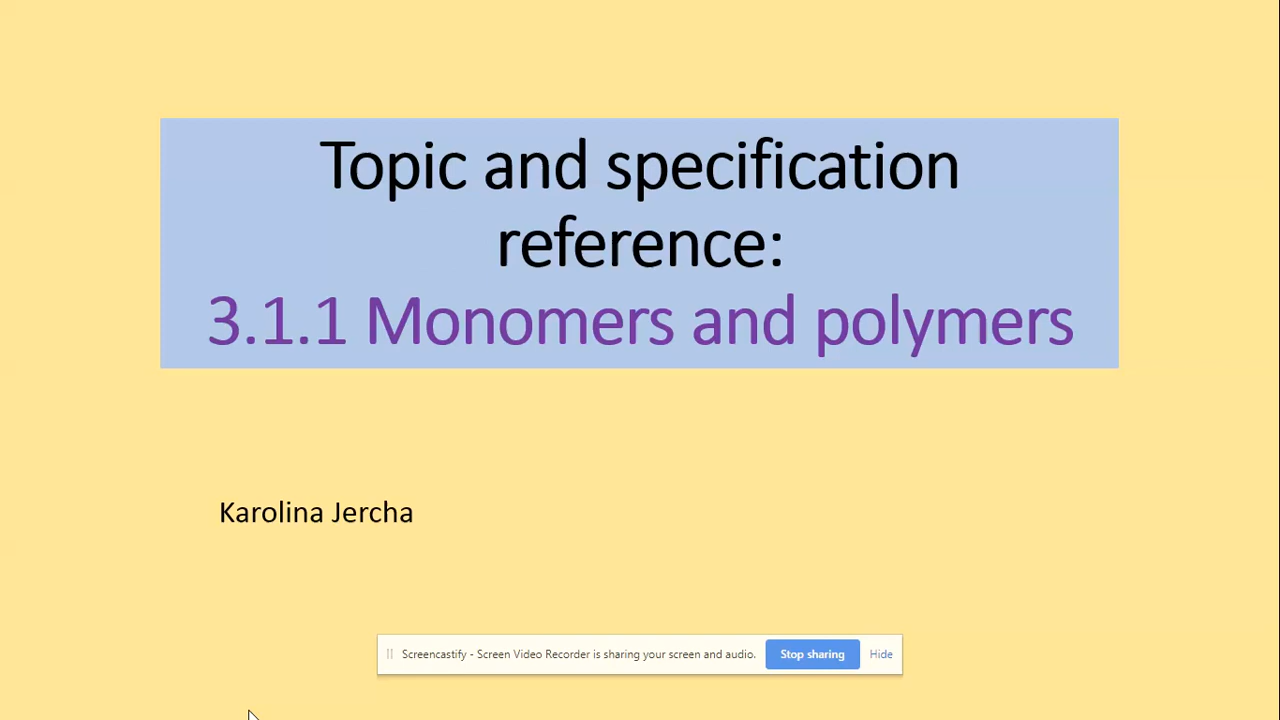 Topic and specification
reference:
3.1.1 Monomers and polymers
Karolina Jercha
Screencastify - Screen Video Recorder is sharing your screen and audio. Stop sharing Hide